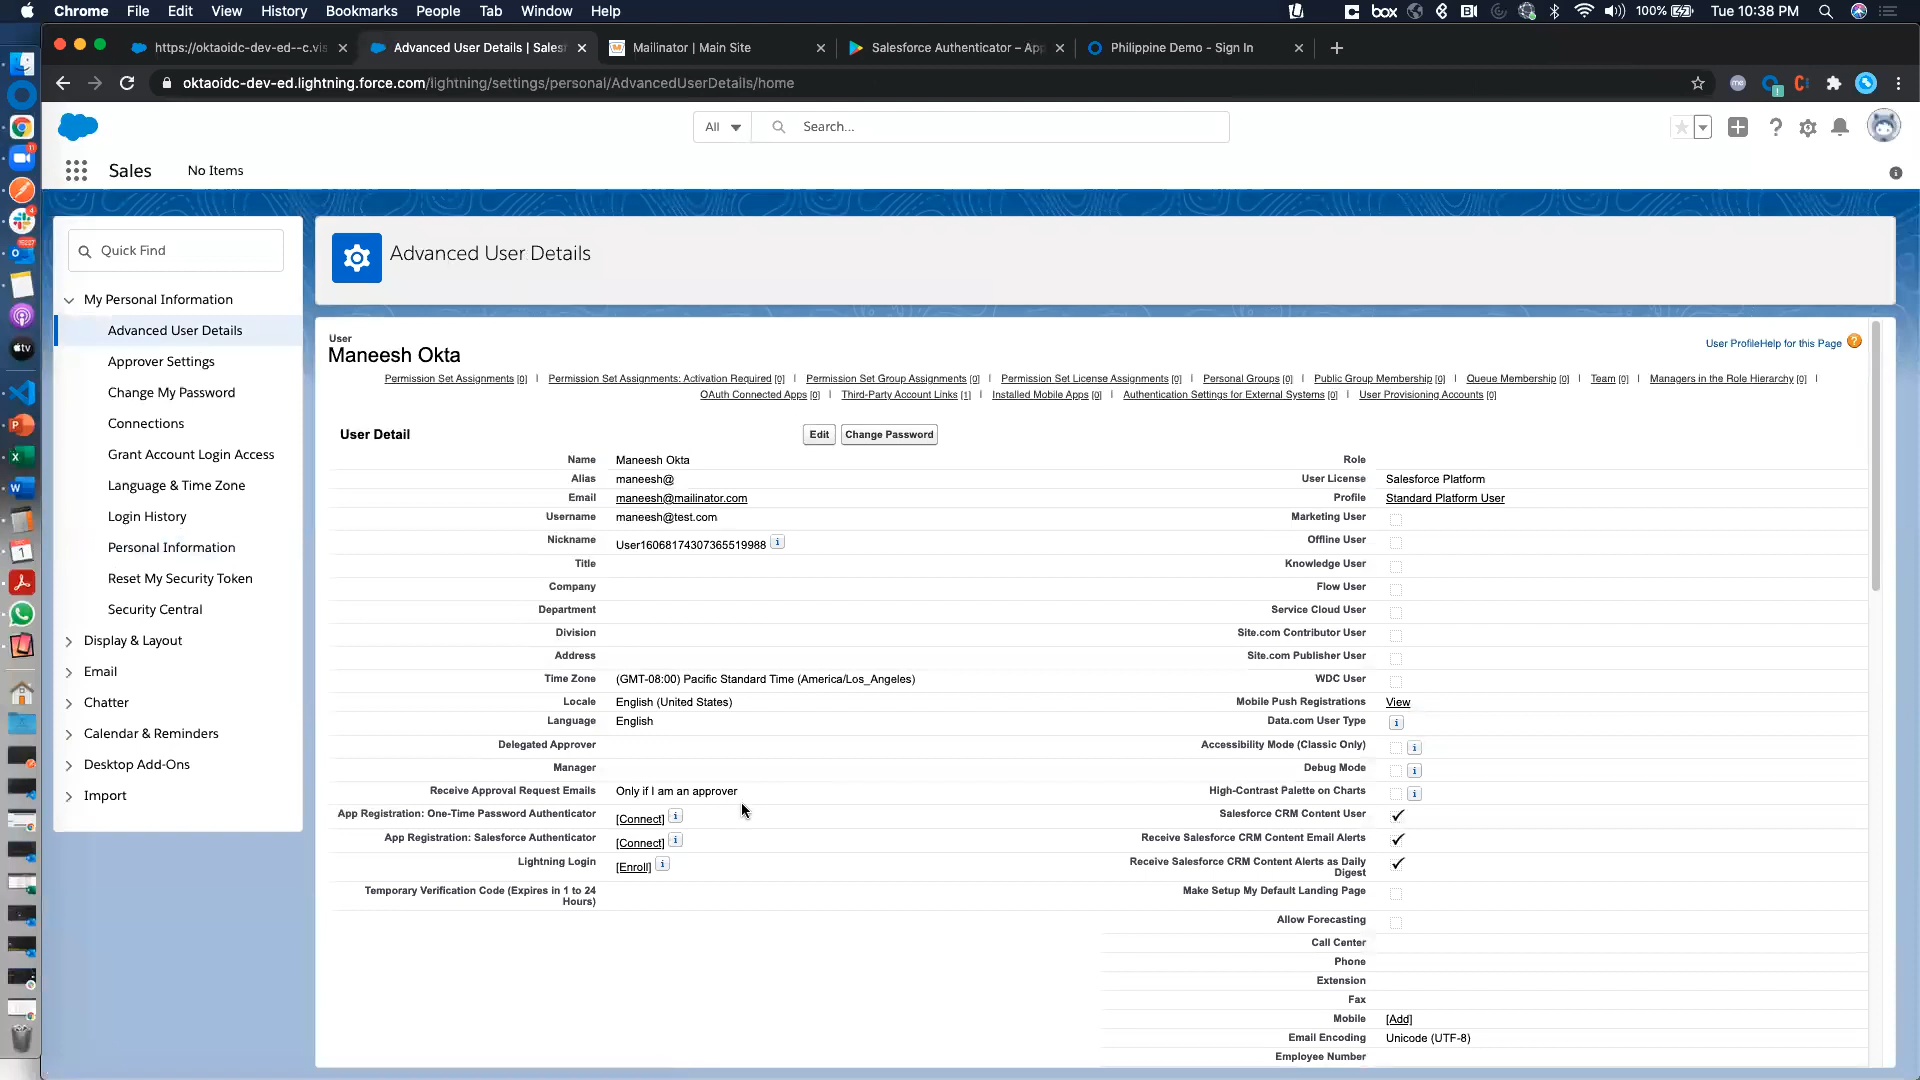 Chrome File Edit View History Bookmarks People Tab Window Help
box 100% Tue 10:38 PM
https://oktaoidc-dev-ed--c.vis
Advanced User Details | Sales
Mailinator | Main Site
Salesforce Authenticator – App
Philippine Demo - Sign In
oktaoidc-dev-ed.lightning.force.com/lightning/settings/personal/AdvancedUserDetails/home
All Search...
Sales No Items
Quick Find
My Personal Information
Advanced User Details
Approver Settings
Change My Password
Connections
Grant Account Login Access
Language & Time Zone
Login History
Personal Information
Reset My Security Token
Security Central
Display & Layout
Email
Chatter
Calendar & Reminders
Desktop Add-Ons
Import
Advanced User Details
User
Maneesh Okta
User Profile Help for this Page
Permission Set Assignments [0] | Permission Set Assignments: Activation Required [0] | Permission Set Group Assignments [0] | Permission Set License Assignments [0] | Personal Groups [0] | Public Group Membership [0] | Queue Membership [0] | Team [0] | Managers in the Role Hierarchy [0] |
OAuth Connected Apps [0] | Third-Party Account Links [1] | Installed Mobile Apps [0] | Authentication Settings for External Systems [0] | User Provisioning Accounts [0]
User Detail Edit Change Password
Name Maneesh Okta
Alias maneesh@
Email maneesh@mailinator.com
Username maneesh@test.com
Nickname User16068174307365519988 i
Title
Company
Department
Division
Address
Time Zone (GMT-08:00) Pacific Standard Time (America/Los_Angeles)
Locale English (United States)
Language English
Delegated Approver
Manager
Receive Approval Request Emails Only if I am an approver
App Registration: One-Time Password Authenticator [Connect] i
App Registration: Salesforce Authenticator [Connect] i
Lightning Login [Enroll] i
Temporary Verification Code (Expires in 1 to 24
Hours)
Role
User License Salesforce Platform
Profile Standard Platform User
Marketing User
Offline User
Knowledge User
Flow User
Service Cloud User
Site.com Contributor User
Site.com Publisher User
WDC User
Mobile Push Registrations View
Data.com User Type i
Accessibility Mode (Classic Only) i
Debug Mode i
High-Contrast Palette on Charts i
Salesforce CRM Content User
Receive Salesforce CRM Content Email Alerts
Receive Salesforce CRM Content Alerts as Daily
Digest
Make Setup My Default Landing Page
Allow Forecasting
Call Center
Phone
Extension
Fax
Mobile [Add]
Email Encoding Unicode (UTF-8)
Employee Number